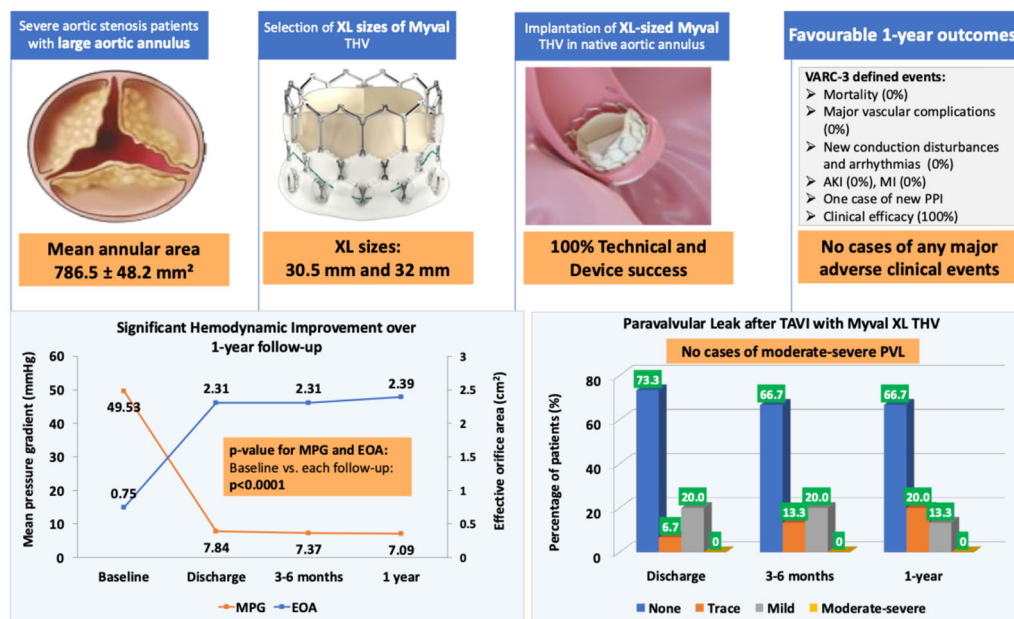 Severe aortic stenosis patients
with large aortic annulus
Mean annular area
786.5 ± 48.2 mm²
Selection of XL sizes of Myval
THV
XL sizes:
30.5 mm and 32 mm
Implantation of XL-sized Myval
THV in native aortic annulus
100% Technical and
Device success
Favourable 1-year outcomes
VARC-3 defined events:
➢ Mortality (0%)
➢ Major vascular complications
(0%)
➢ New conduction disturbances
and arrhythmias (0%)
➢ AKI (0%), MI (0%)
➢ One case of new PPI
➢ Clinical efficacy (100%)
No cases of any major
adverse clinical events
Significant Hemodynamic Improvement over
1-year follow-up
Mean pressure gradient (mmHg)
60
50
40
30
20
10
0
49.53
0.75
2.31
2.31
2.39
7.84
7.37
7.09
p-value for MPG and EOA:
Baseline vs. each follow-up:
p<0.0001
3
2.5
2
1.5
1
0.5
0
Effective orifice area (cm²)
Baseline
Discharge
3-6 months
1 year
MPG
EOA
Paravalvular Leak after TAVI with Myval XL THV
No cases of moderate-severe PVL
Percentage of patients (%)
80
60
40
20
0
73.3
6.7
20.0
0
66.7
13.3
20.0
0
66.7
20.0
13.3
0
Discharge
3-6 months
1-year
None
Trace
Mild
Moderate-severe